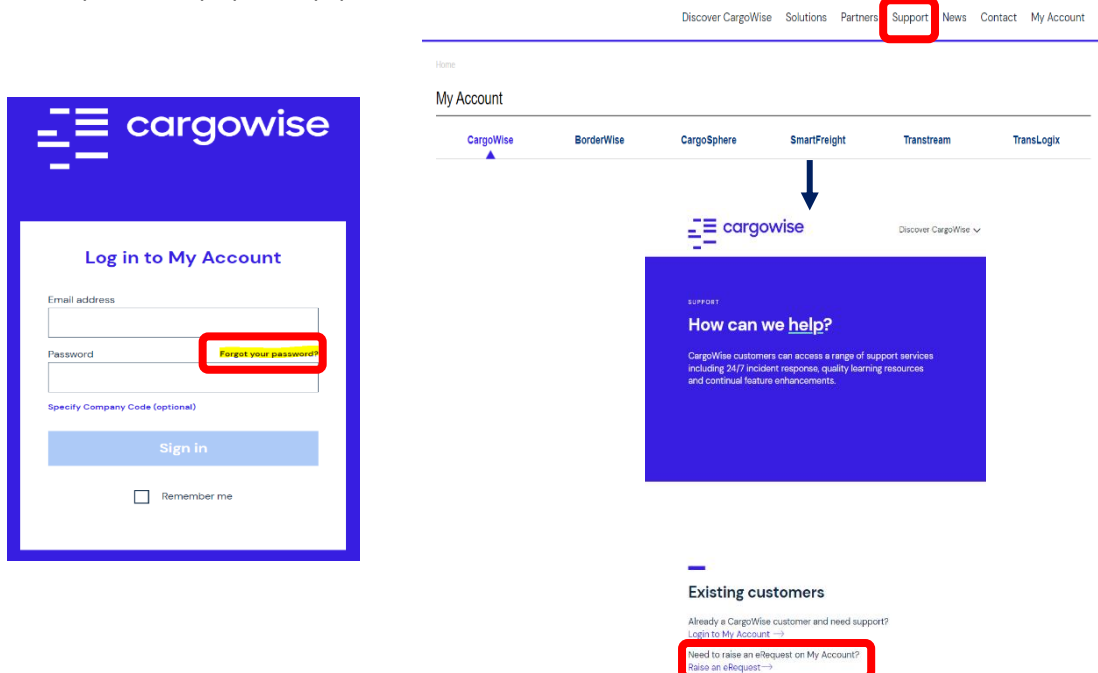 Discover CargoWise Solutions Partners Support News Contact My Account
Home
My Account
CargoWise BorderWise CargoSphere SmartFreight Transtream TransLogix
cargowise
Log in to My Account
Email address
Password Forgot your password?
Specify Company Code (optional)
Sign in
Remember me
cargowise Discover CargoWise
SUPPORT
How can we help?
CargoWise customers can access a range of support services
including 24/7 incident response, quality learning resources
and continual feature enhancements.
Existing customers
Already a CargoWise customer and need support?
Login to My Account →
Need to raise an eRequest on My Account?
Raise an eRequest→